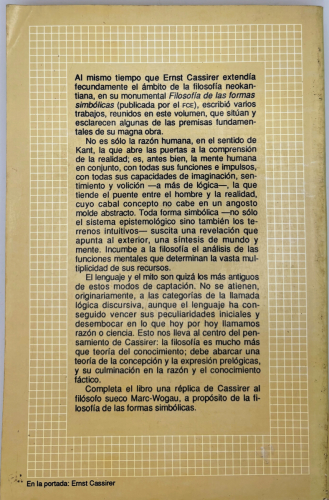 Al mismo tiempo que Ernst Cassirer extendía
fecundamente el ámbito de la filosofía neokan-
tiana, en su monumental Filosofía de las formas
simbólicas (publicada por el FCE), escribió varios
trabajos, reunidos en este volumen, que sitúan y
esclarecen algunas de las premisas fundamen-
tales de su magna obra.
No es sólo la razón humana, en el sentido de
Kant, la que abre las puertas a la comprensión
de la realidad; es, antes bien, la mente humana
en conjunto, con todas sus funciones e impulsos,
con todas sus capacidades de imaginación, sen-
timiento y volición —a más de lógica—, la que
tiende el puente entre el hombre y la realidad,
cuyo cabal concepto no cabe en un angosto
molde abstracto. Toda forma simbólica —no sólo
el sistema epistemológico sino también los te-
rrenos intuitivos— suscita una revelación que
apunta al exterior, una síntesis de mundo y
mente. Incumbe a la filosofía el análisis de las
funciones mentales que determinan la vasta mul-
tiplicidad de sus recursos.
El lenguaje y el mito son quizá los más antiguos
de estos modos de captación. No se atienen,
originariamente, a las categorías de la llamada
lógica discursiva, aunque el lenguaje ha con-
seguido vencer sus peculiaridades iniciales y
desembocar en lo que hoy por hoy llamamos
razón o ciencia. Esto nos lleva al centro del pen-
samiento de Cassirer: la filosofía es mucho más
que teoría del conocimiento; debe abarcar una
teoría de la concepción y la expresión prelógicas,
y su culminación en la razón y el conocimiento
fáctico.
Completa el libro una réplica de Cassirer al
filósofo sueco Marc-Wogau, a propósito de la fi-
losofía de las formas simbólicas.
En la portada: Ernst Cassirer